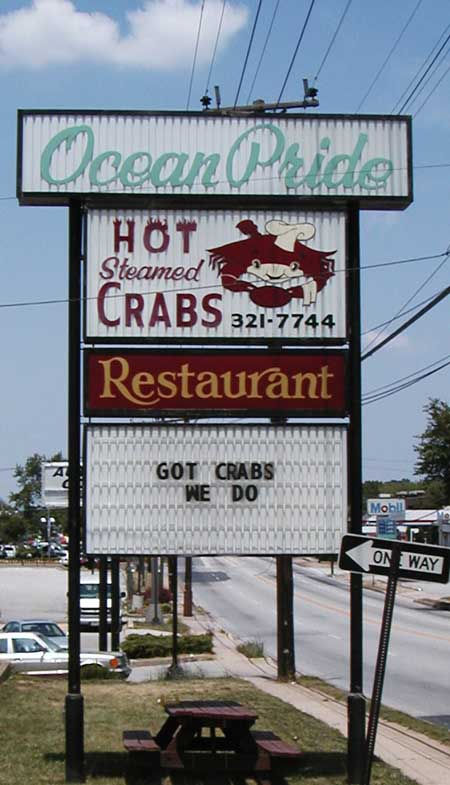 Ocean Pride
HOT
Steamed
CRABS
321-7744
Restaurant
GOT CRABS
WE DO
Mobil
ONE WAY